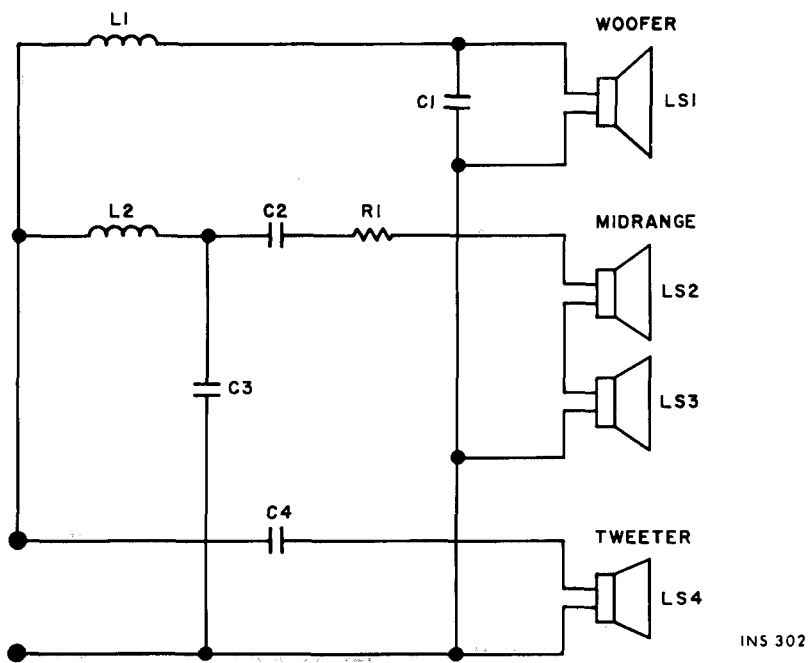 L1
WOOFER
C1
LS1
L2
C2
R1
MIDRANGE
LS2
C3
LS3
C4
TWEETER
LS4
INS 302